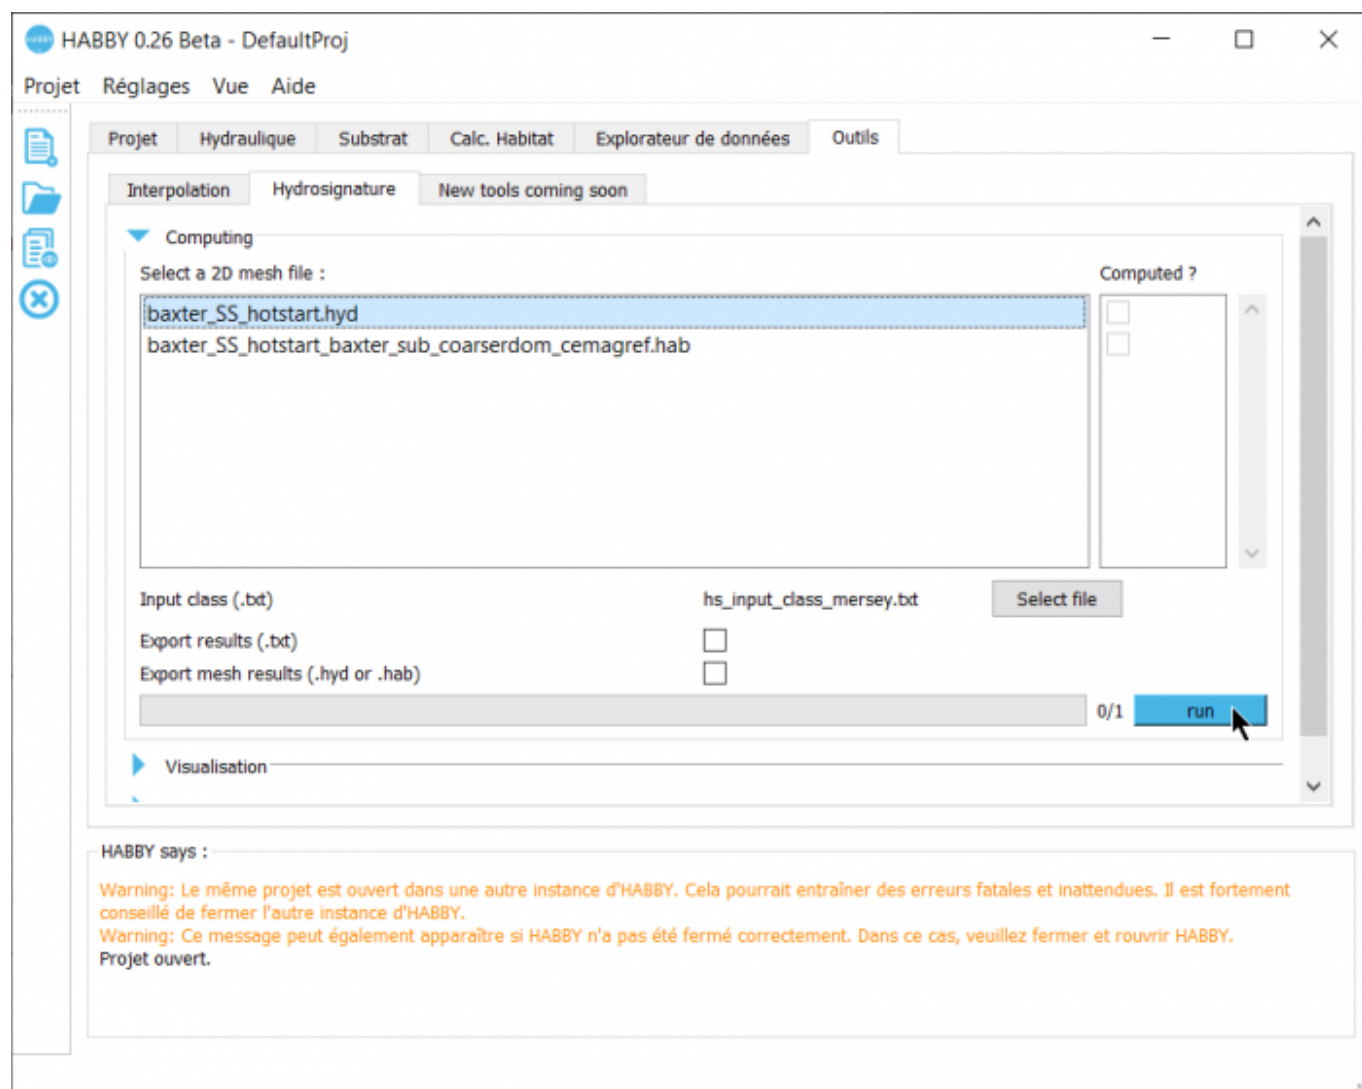 HABBY 0.26 Beta - DefaultProj
Projet Réglages Vue Aide
Projet Hydraulique Substrat Calc. Habitat Explorateur de données Outils
Interpolation Hydrosignature New tools coming soon
Computing
Select a 2D mesh file : Computed ?
baxter_SS_hotstart.hyd
baxter_SS_hotstart_baxter_sub_coarserdom_cemagref.hab
Input class (.txt) hs_input_class_mersey.txt Select file
Export results (.txt)
Export mesh results (.hyd or .hab)
0/1 run
Visualisation
HABBY says :
Warning: Le même projet est ouvert dans une autre instance d'HABBY. Cela pourrait entraîner des erreurs fatales et inattendues. Il est fortement
conseillé de fermer l'autre instance d'HABBY.
Warning: Ce message peut également apparaître si HABBY n'a pas été fermé correctement. Dans ce cas, veuillez fermer et rouvrir HABBY.
Projet ouvert.